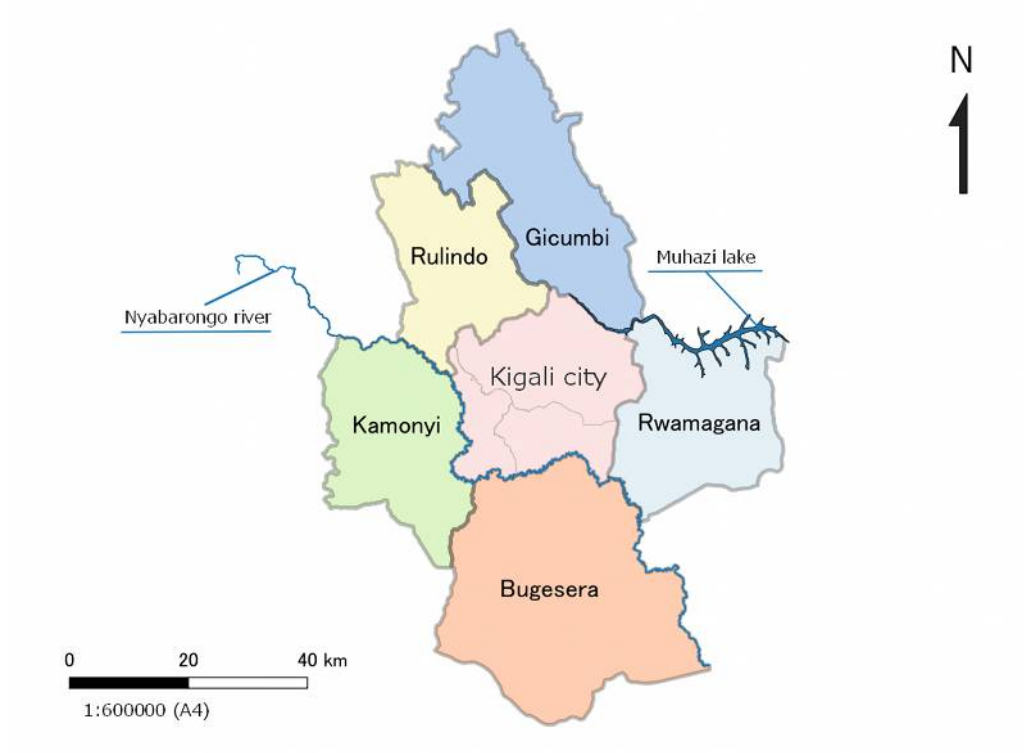 N
Gicumbi
Rulindo
Muhazi lake
Nyabarongo river
Kigali city
Kamonyi
Rwamagana
Bugesera
0 20 40 km
1:600000 (A4)